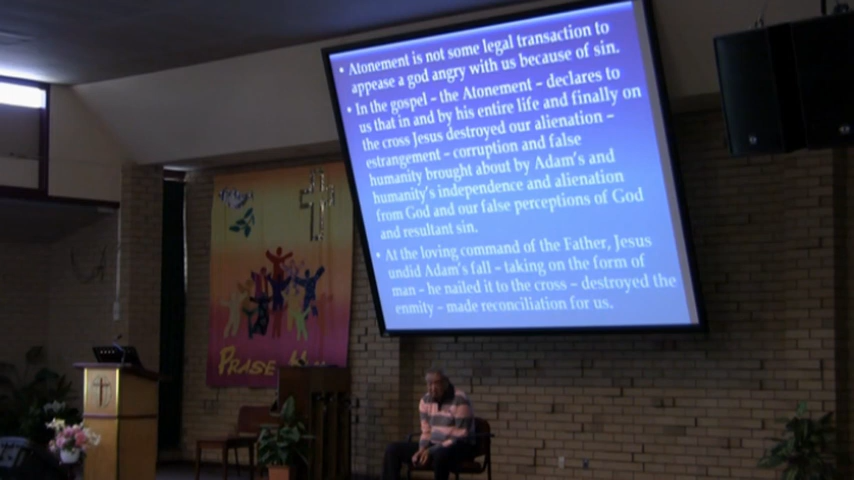 • Atonement is not some legal transaction to
appease a god angry with us because of sin.
• In the gospel – the Atonement – declares to
us that in and by his entire life and finally on
the cross Jesus destroyed our alienation –
estrangement – corruption and false
humanity brought about by Adam's and
humanity's independence and alienation
from God and our false perceptions of God
and resultant sin.
• At the loving command of the Father, Jesus
undid Adam's fall – taking on the form of
man – he nailed it to the cross – destroyed the
enmity – made reconciliation for us.
PRAISE